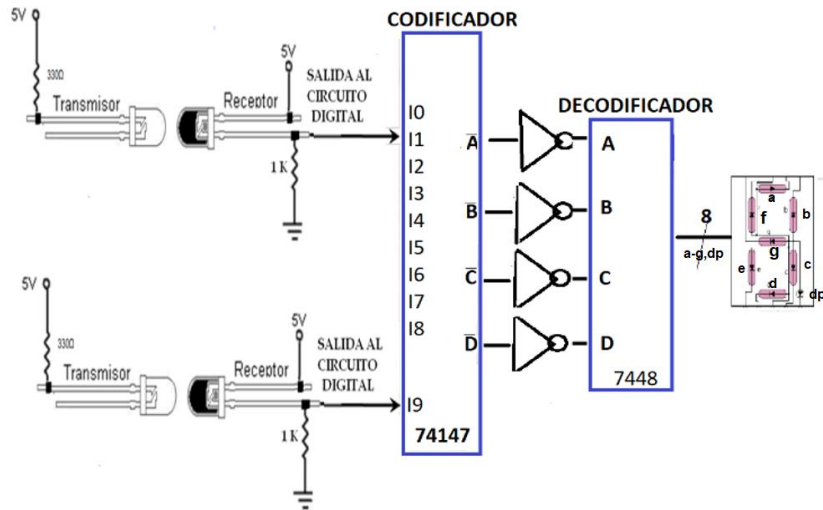 CODIFICADOR
5V
330Ω
5V
SALIDA AL
CIRCUITO
DIGITAL
Transmisor
Receptor
1 K
I0
I1
I2
I3
I4
I5
I6
I7
I8
I9
74147
A̅
B̅
C̅
D̅
DECODIFICADOR
A
B
C
D
7448
8
a-g,dp
a
f
b
g
e
c
d
dp
5V
330Ω
5V
SALIDA AL
CIRCUITO
DIGITAL
Transmisor
Receptor
1 K